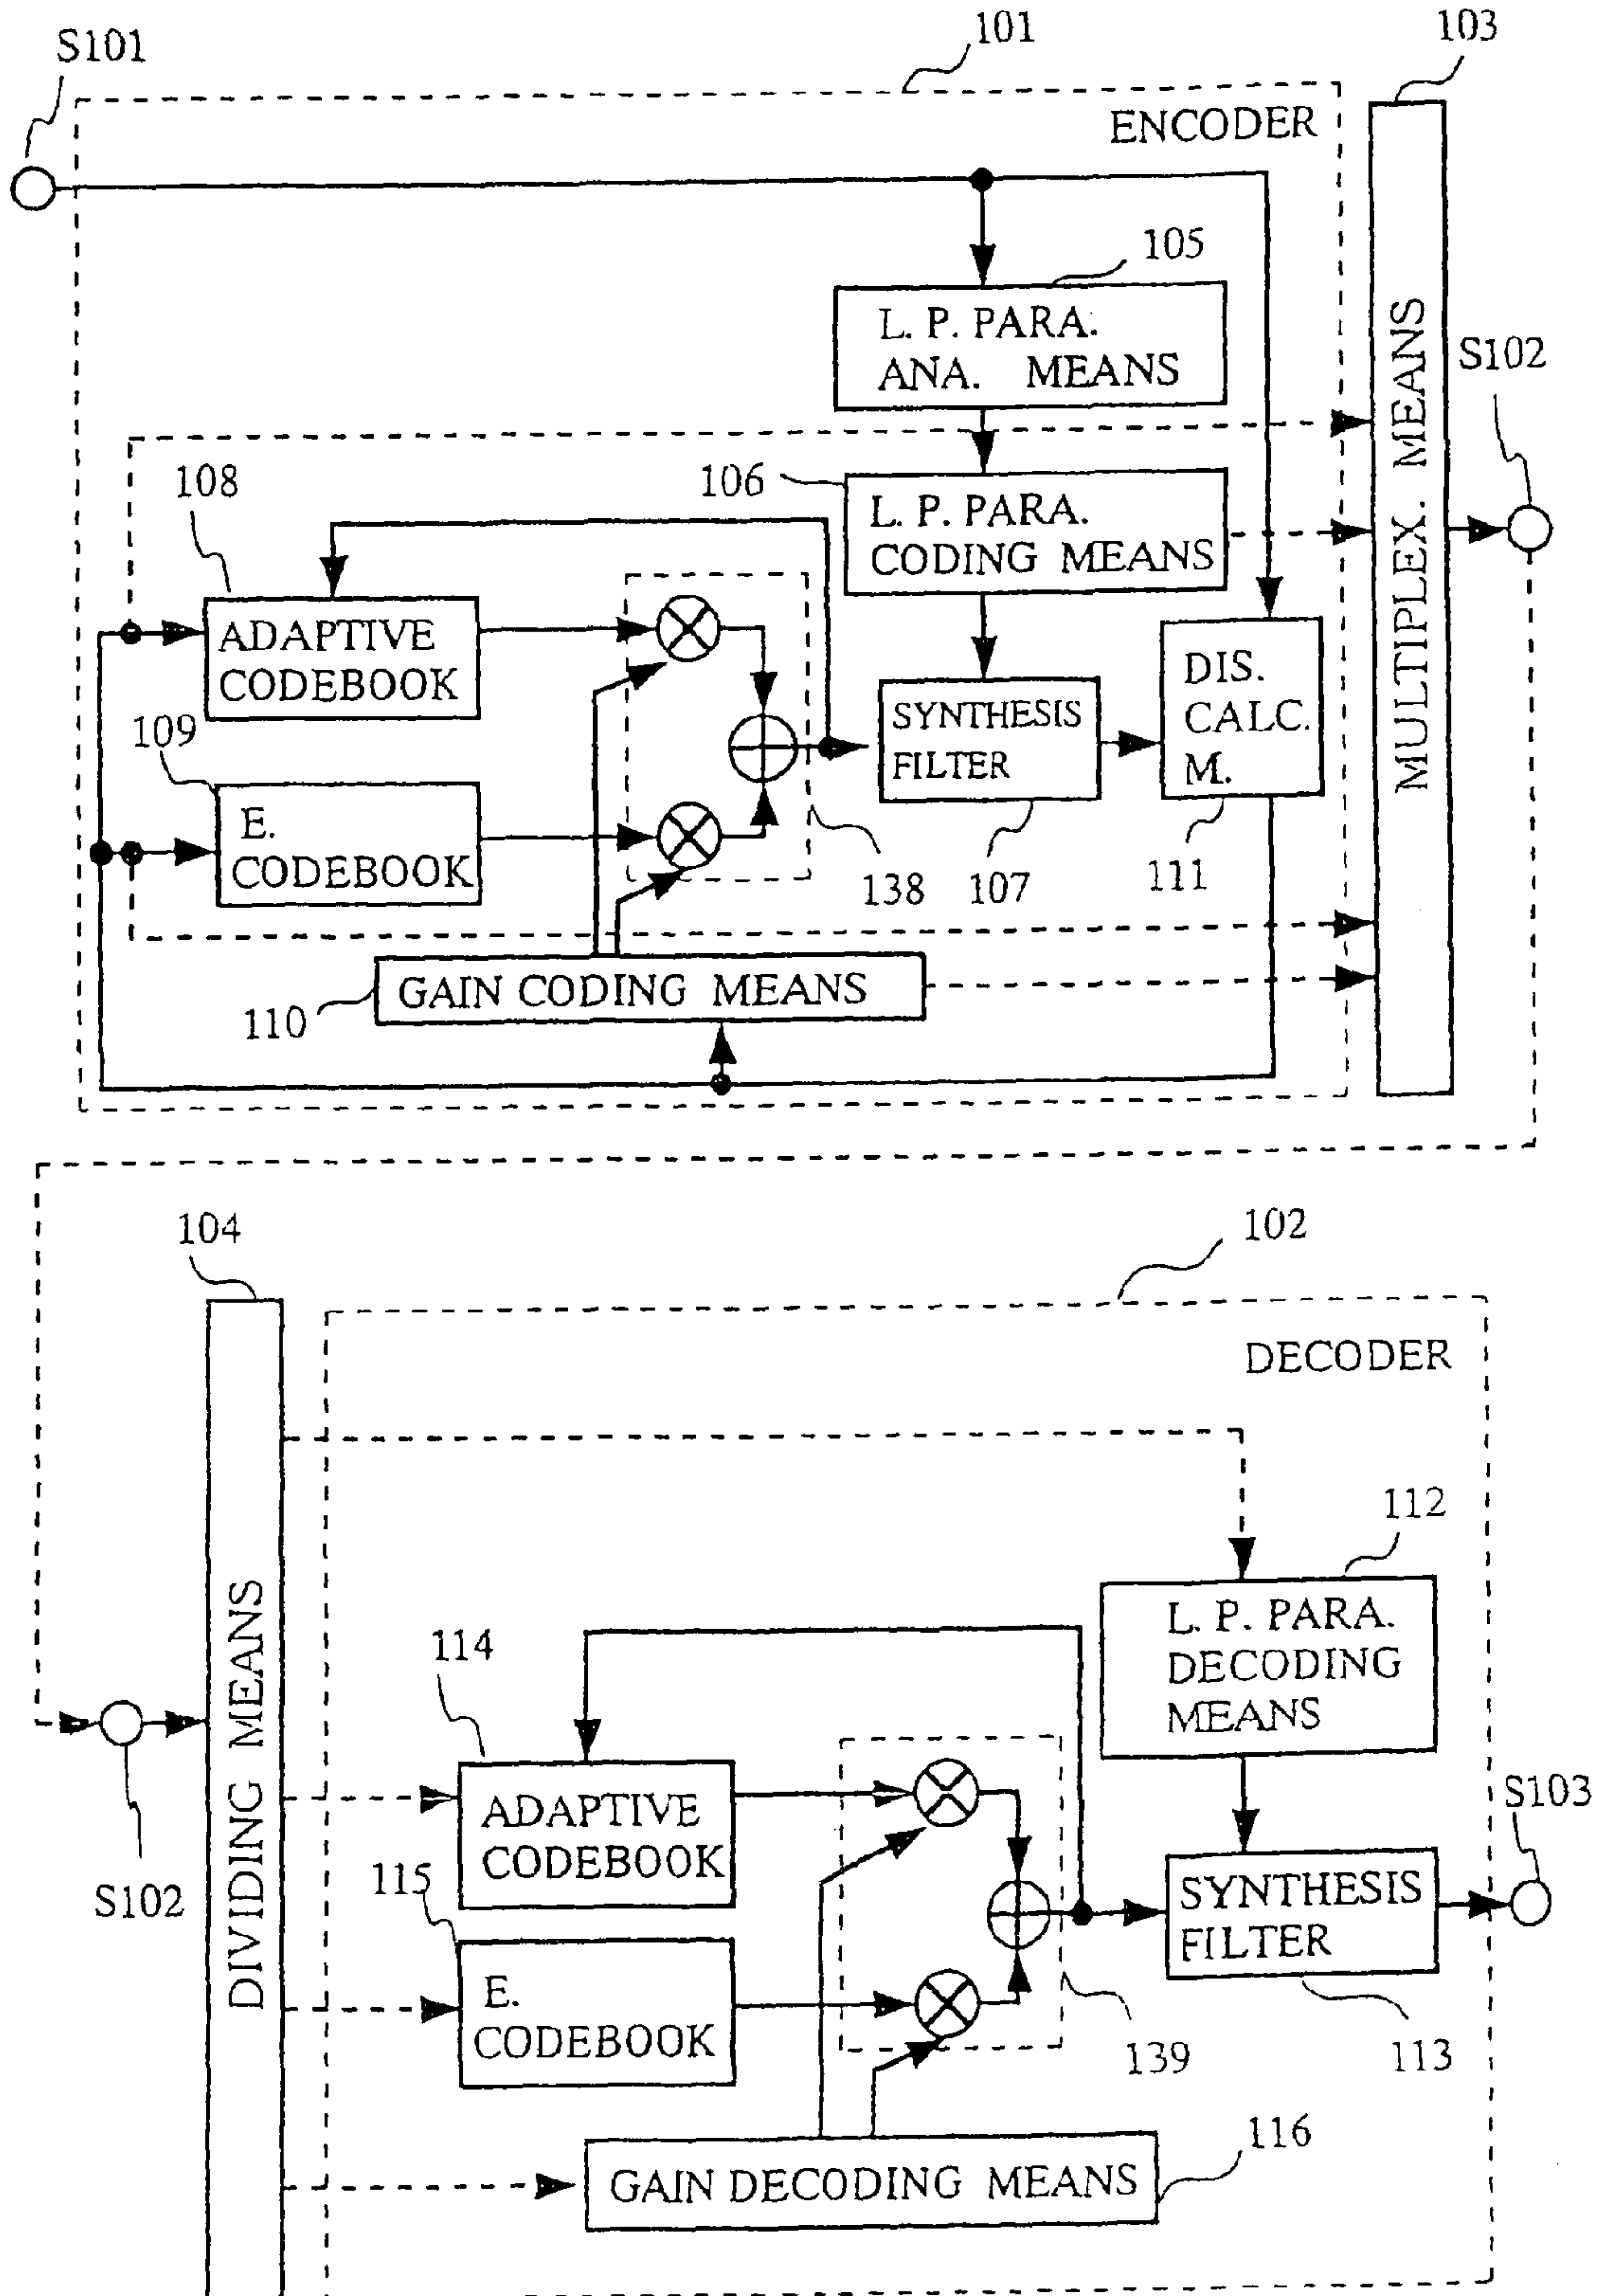 S101
101
103
ENCODER
105
L. P. PARA.
ANA. MEANS
S102
MULTIPLEX. MEANS
108
106
L. P. PARA.
CODING MEANS
ADAPTIVE
CODEBOOK
SYNTHESIS
FILTER
DIS.
CALC.
M.
109
E.
CODEBOOK
138
107
111
GAIN CODING MEANS
110
104
102
DECODER
112
L. P. PARA.
DECODING
MEANS
114
DIVIDING MEANS
ADAPTIVE
CODEBOOK
S103
S102
115
SYNTHESIS
FILTER
E.
CODEBOOK
139
113
116
GAIN DECODING MEANS